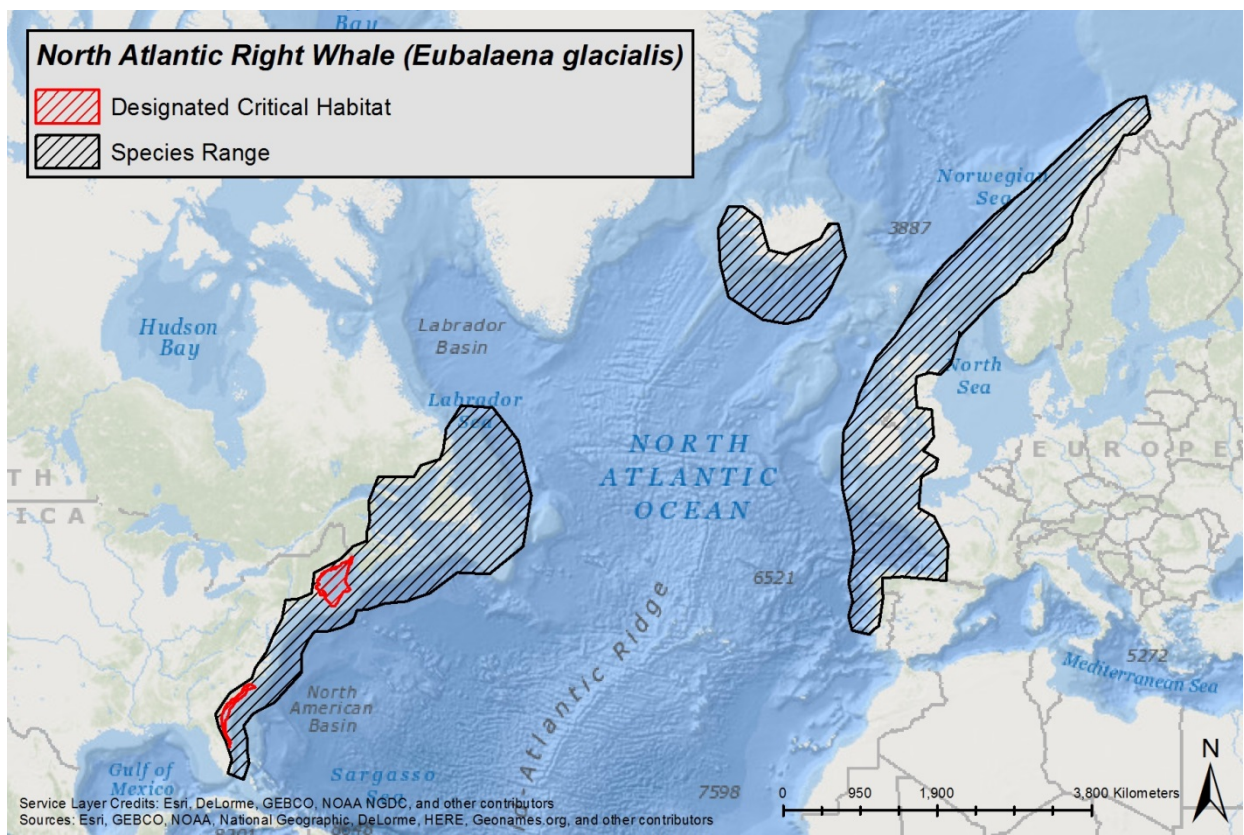 Bay
North Atlantic Right Whale (Eubalaena glacialis)
Designated Critical Habitat
Species Range
Norwegian
Sea
3887
Hudson
Bay
Labrador
Basin
North
Sea
Labrador
Sea
NORTH
ATLANTIC
OCEAN
EUROPE
TH
ICA
6521
5272
Mediterranean Sea
North
American
Basin
Atlantic Ridge
Gulf of
Mexico
Sargasso
Sea
7598
N
0 950 1,900 3,800 Kilometers
Service Layer Credits: Esri, DeLorme, GEBCO, NOAA NGDC, and other contributors
Sources: Esri, GEBCO, NOAA, National Geographic, DeLorme, HERE, Geonames.org, and other contributors